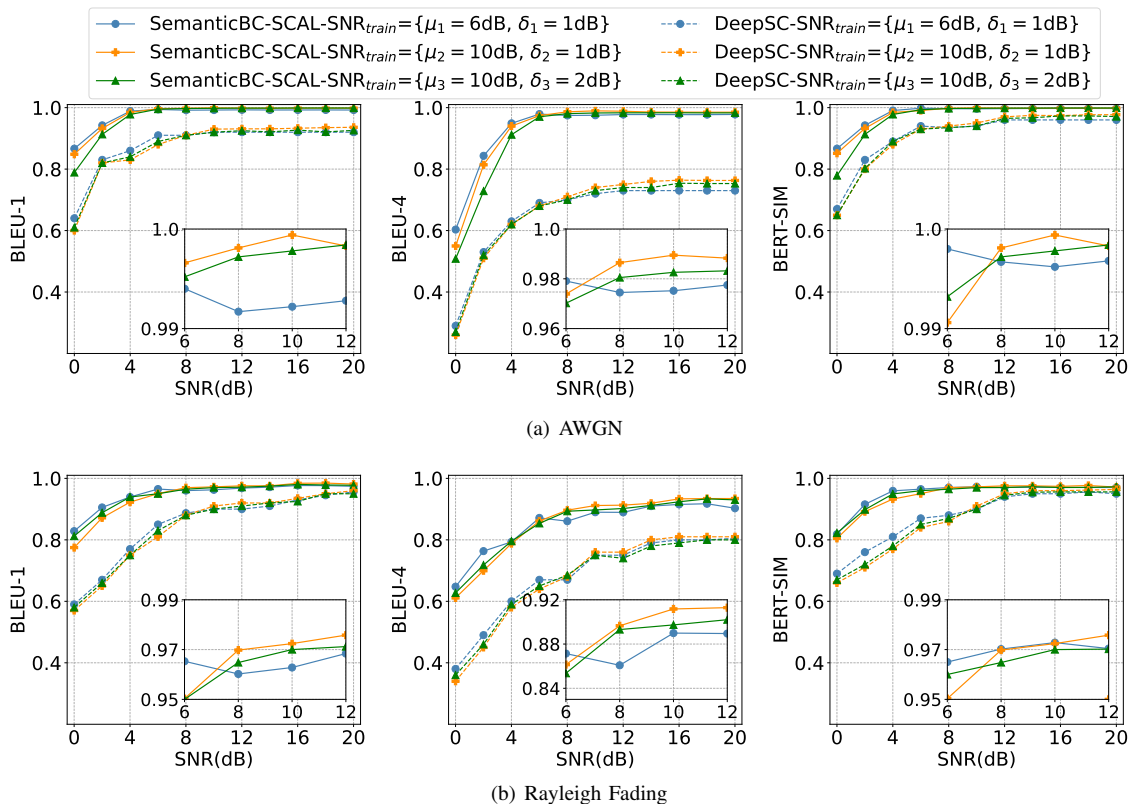 SemanticBC-SCAL-SNRtrain={μ1 = 6dB, δ1 = 1dB} DeepSC-SNRtrain={μ1 = 6dB, δ1 = 1dB}
SemanticBC-SCAL-SNRtrain={μ2 = 10dB, δ2 = 1dB} DeepSC-SNRtrain={μ2 = 10dB, δ2 = 1dB}
SemanticBC-SCAL-SNRtrain={μ3 = 10dB, δ3 = 2dB} DeepSC-SNRtrain={μ3 = 10dB, δ3 = 2dB}
BLEU-1
1.0
0.8
0.6
0.4
1.0
0.99
6 8 10 12
0 4 8 12 16 20
SNR(dB)
BLEU-4
1.0
0.8
0.6
0.4
1.00
0.98
0.96
6 8 10 12
0 4 8 12 16 20
SNR(dB)
BERT-SIM
1.0
0.8
0.6
0.4
1.0
0.99
6 8 10 12
0 4 8 12 16 20
SNR(dB)
(a) AWGN
BLEU-1
1.0
0.8
0.6
0.4
0.99
0.97
0.95
6 8 10 12
0 4 8 12 16 20
SNR(dB)
BLEU-4
1.0
0.8
0.6
0.4
0.92
0.88
0.84
6 8 10 12
0 4 8 12 16 20
SNR(dB)
BERT-SIM
1.0
0.8
0.6
0.4
0.99
0.97
0.95
6 8 10 12
0 4 8 12 16 20
SNR(dB)
(b) Rayleigh Fading